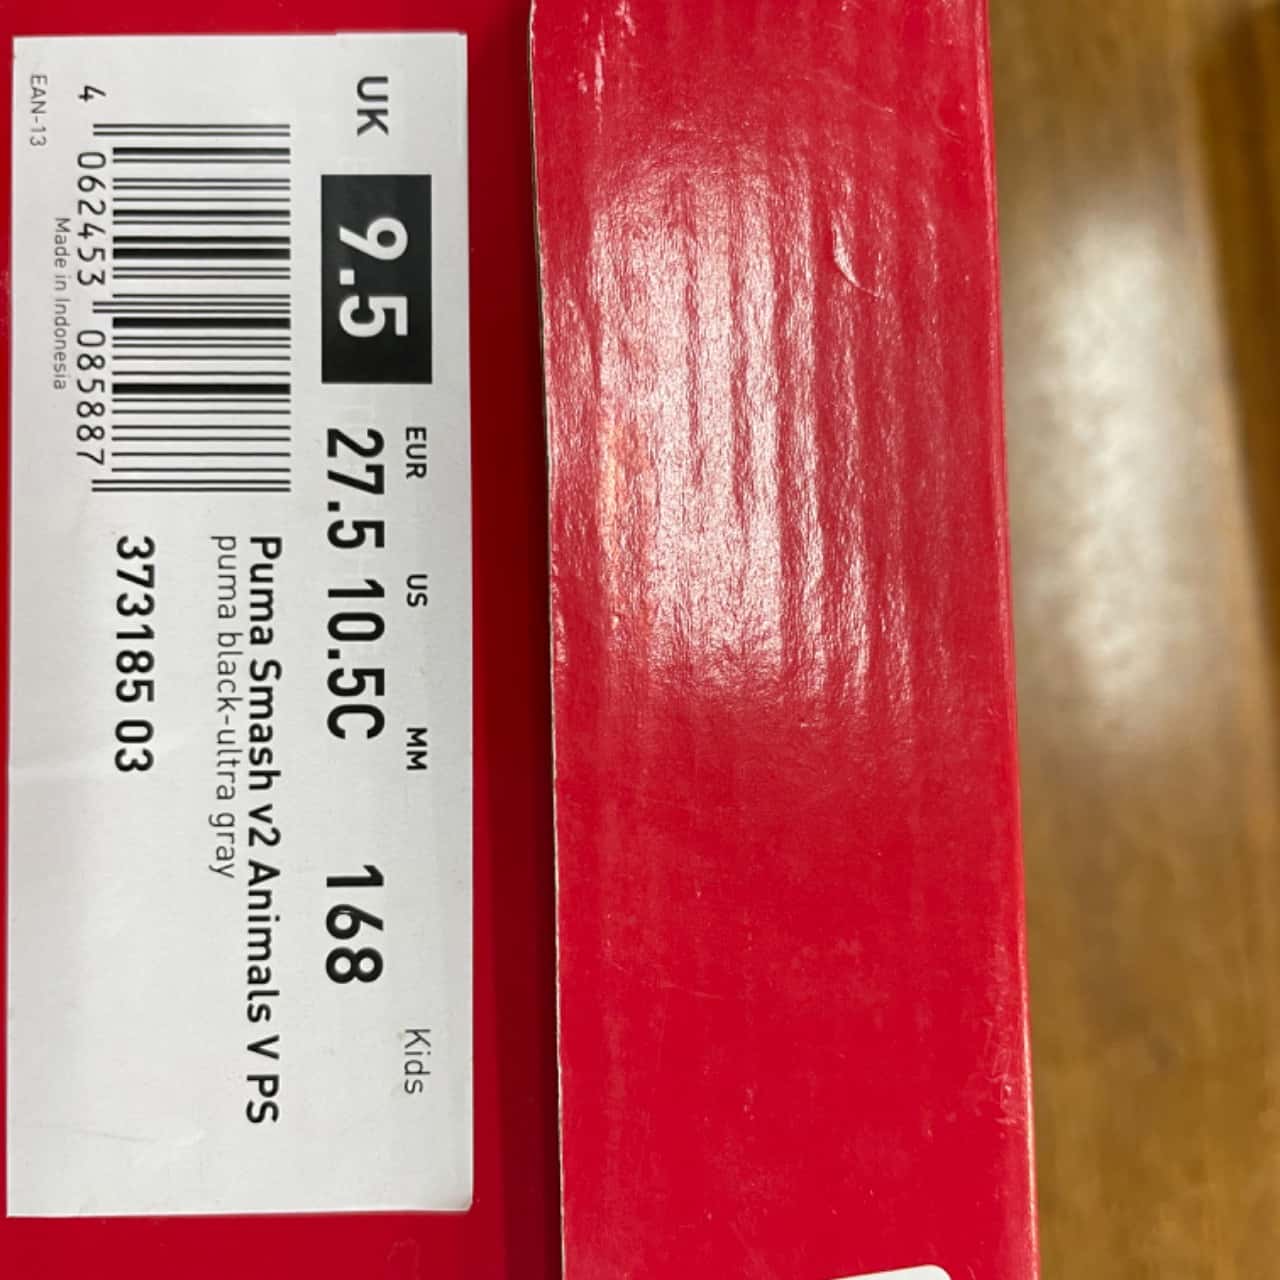 Kids
EUR US MM
UK 9.5 27.5 10.5C 168
Puma Smash v2 Animals V PS
puma black-ultra gray
373185 03
4 062453 085887
Made in Indonesia
EAN-13